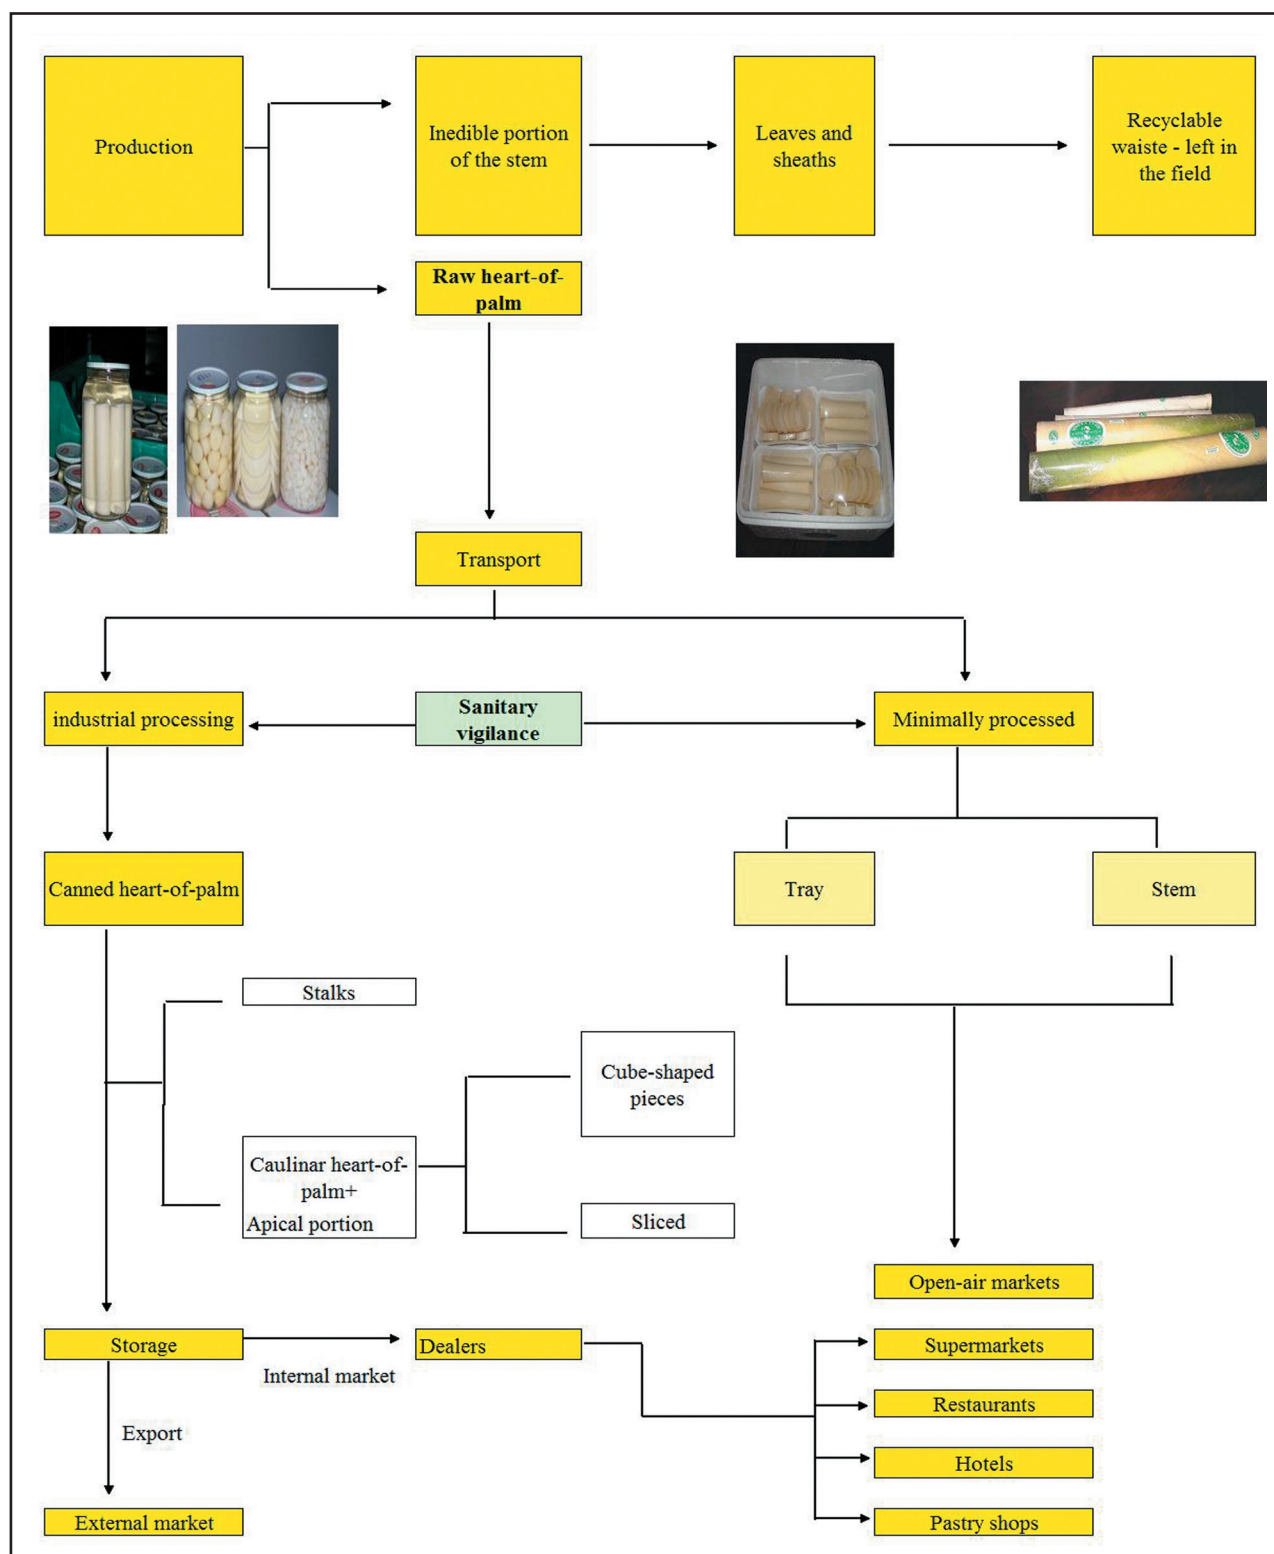 Production
Inedible portion
of the stem
Leaves and
sheaths
Recyclable
waiste - left in
the field
Raw heart-of-
palm
Transport
industrial processing
Sanitary
vigilance
Minimally processed
Canned heart-of-palm
Tray
Stem
Stalks
Cube-shaped
pieces
Caulinar heart-of-
palm+
Apical portion
Sliced
Open-air markets
Storage
Internal market
Dealers
Supermarkets
Restaurants
Export
Hotels
External market
Pastry shops